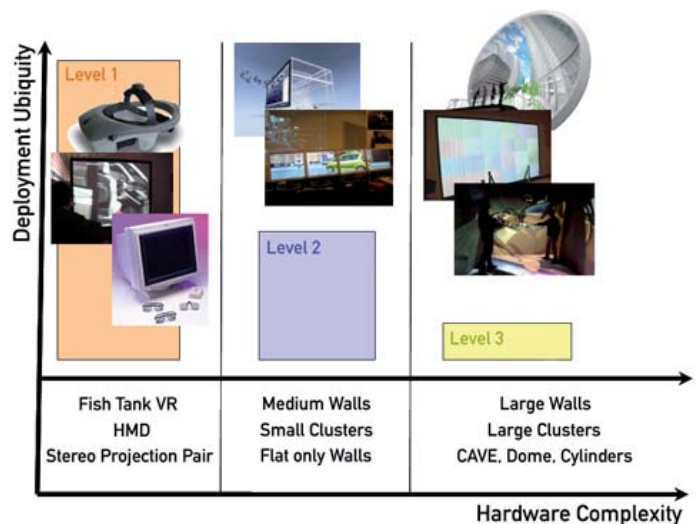 Deployment Ubiquity
Level 1
Level 2
Level 3
Fish Tank VR
HMD
Stereo Projection Pair
Medium Walls
Small Clusters
Flat only Walls
Large Walls
Large Clusters
CAVE, Dome, Cylinders
Hardware Complexity